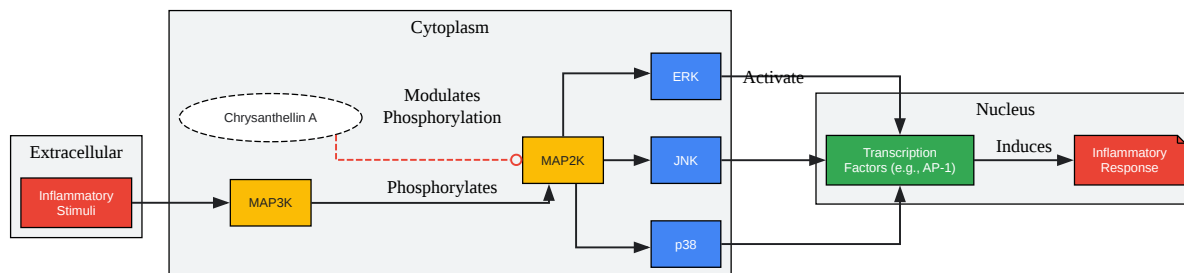 Cytoplasm
ERK
Activate
Modulates
Phosphorylation
Chrysanthellin A
Nucleus
Extracellular
MAP2K
JNK
Transcription
Factors (e.g., AP-1)
Induces
Inflammatory
Response
Inflammatory
Stimuli
MAP3K
Phosphorylates
p38